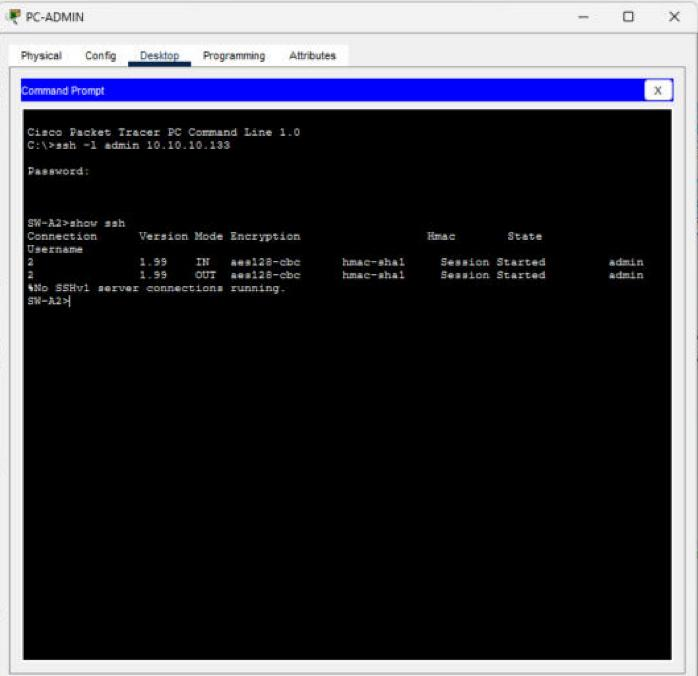 PC-ADMIN
Physical Config Desktop Programming Attributes
Command Prompt X
Cisco Packet Tracer PC Command Line 1.0
C:\>ssh -l admin 10.10.10.133
Password:
SW-A2>show ssh
Connection Version Mode Encryption Hmac State
Username
2 1.99 IN aes128-cbc hmac-sha1 Session Started admin
2 1.99 OUT aes128-cbc hmac-sha1 Session Started admin
%No SSHv1 server connections running.
SW-A2>